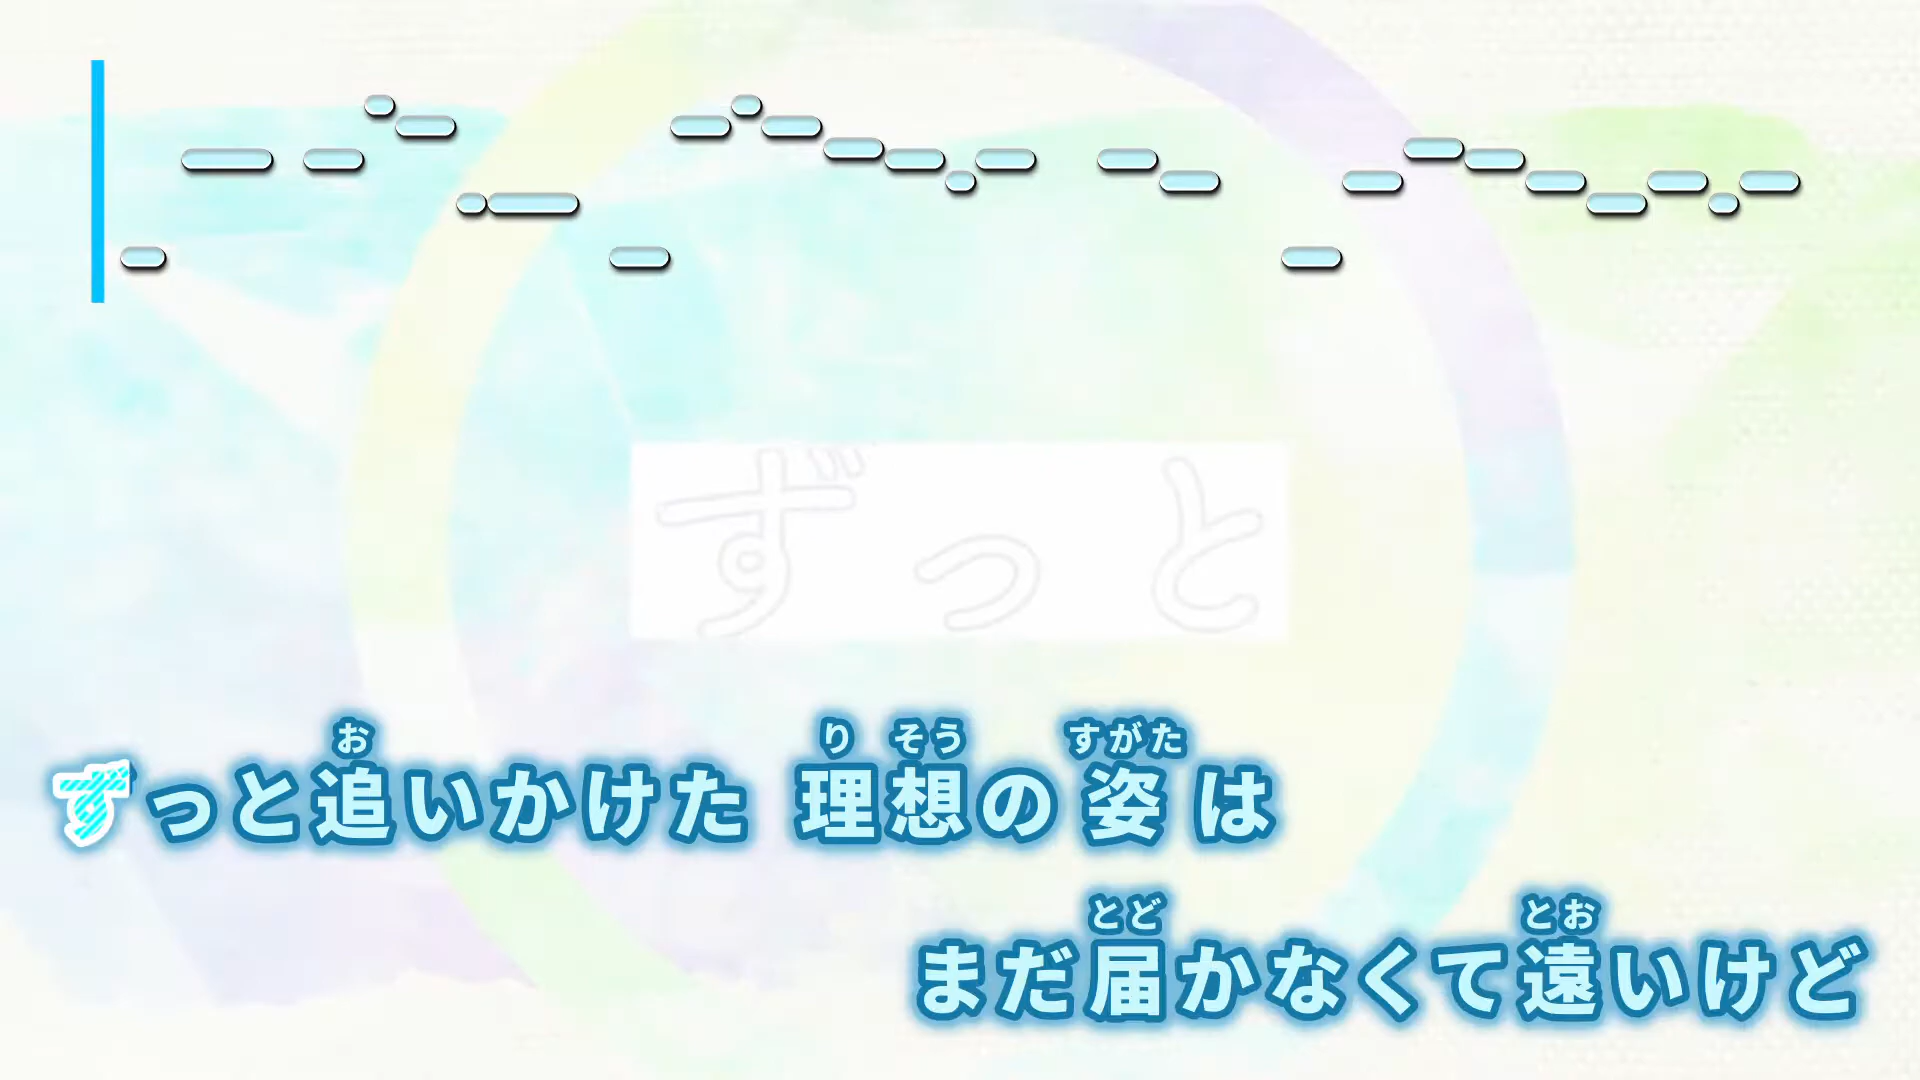 ずっと
お り そう すがた
ずっと追いかけた 理想の 姿 は
とど とお
まだ届かなくて遠いけど